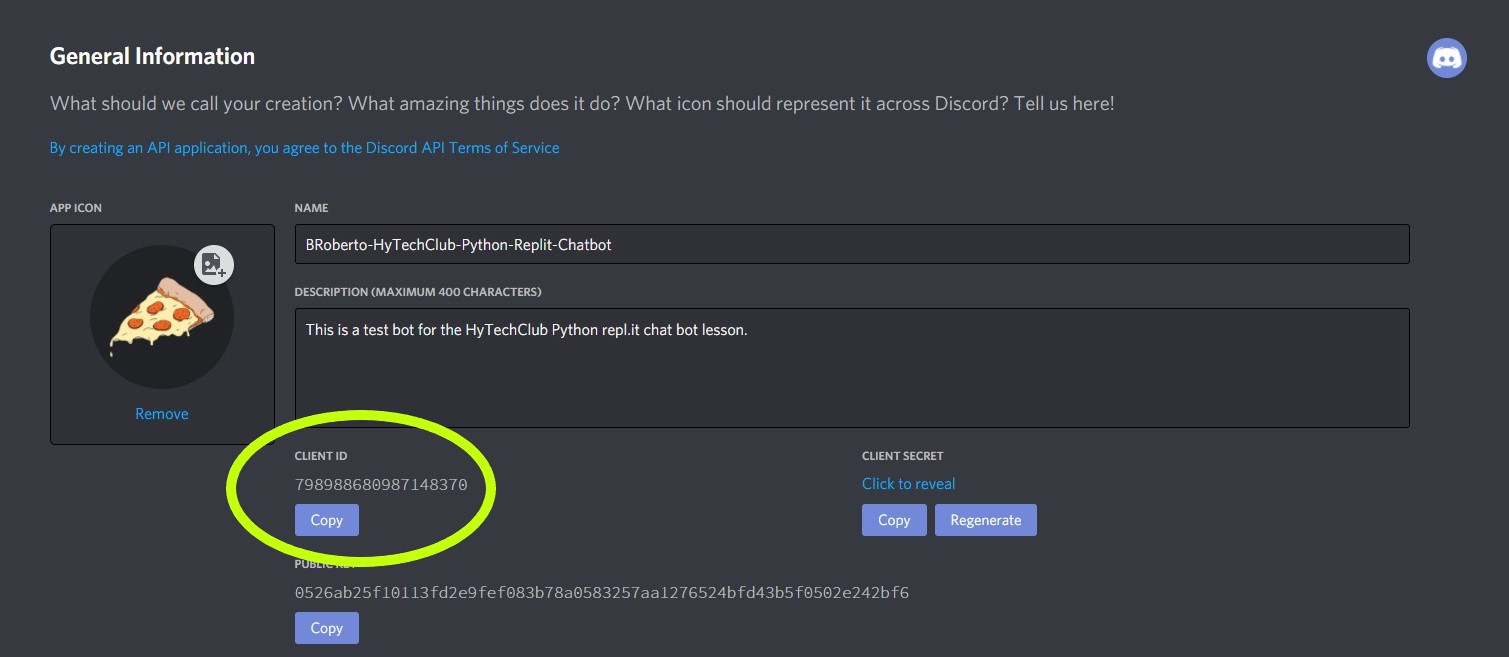 General Information
What should we call your creation? What amazing things does it do? What icon should represent it across Discord? Tell us here!
By creating an API application, you agree to the Discord API Terms of Service
APP ICON
NAME
BRoberto-HyTechClub-Python-Replit-Chatbot
DESCRIPTION (MAXIMUM 400 CHARACTERS)
This is a test bot for the HyTechClub Python repl.it chat bot lesson.
Remove
CLIENT ID
798988680987148370
Copy
CLIENT SECRET
Click to reveal
Copy
Regenerate
PUBLIC KEY
0526ab25f10113fd2e9fef083b78a0583257aa1276524bfd43b5f0502e242bf6
Copy